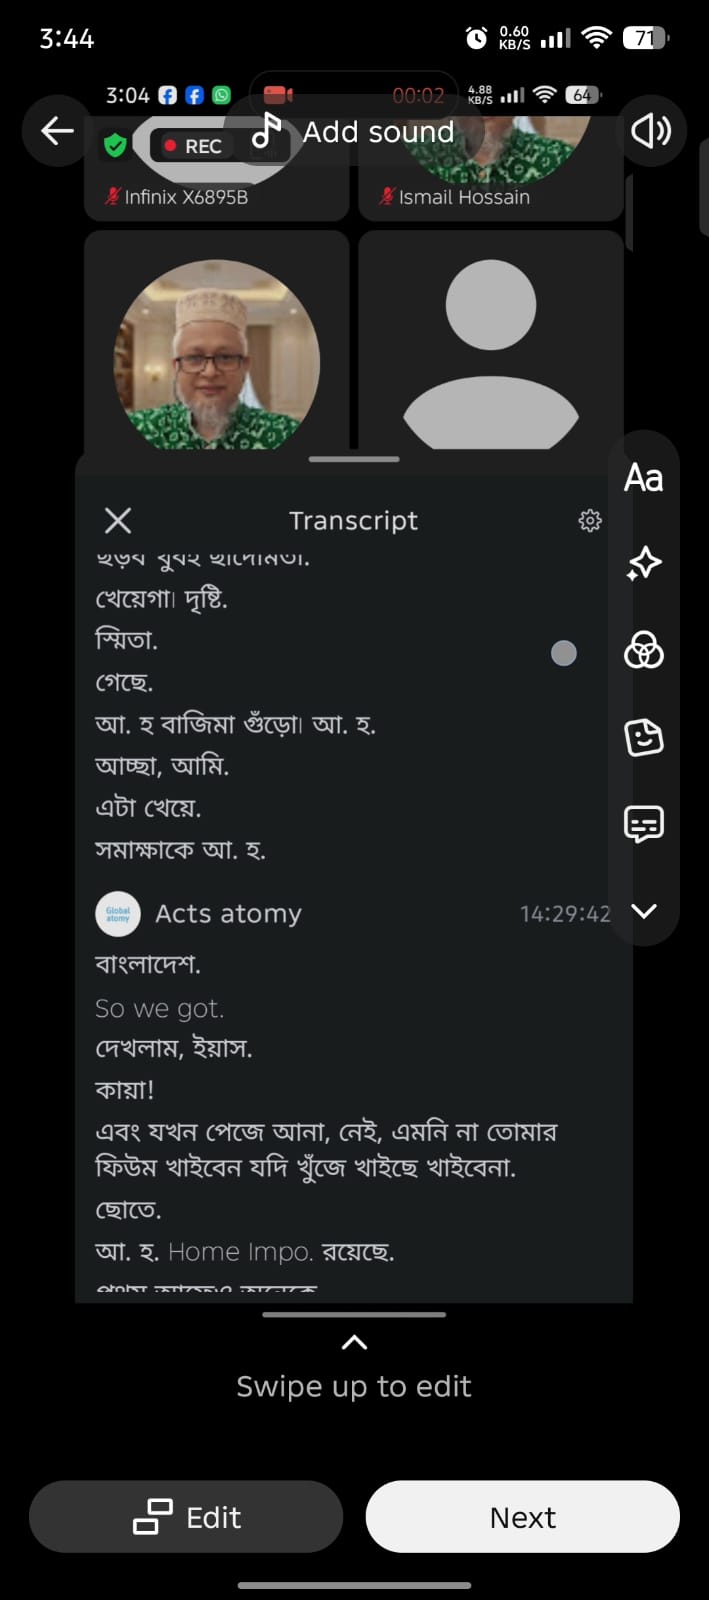 3:44
0.60
KB/S
71
3:04
00:02
4.88
KB/S
64
REC
Add sound
Infinix X6895B
Ismail Hossain
Transcript
খেয়েগা। দৃষ্টি.
স্মিতা.
গেছে.
আ. হ বাজিমা গুঁড়ো। আ. হ.
আচ্ছা, আমি.
এটা খেয়ে.
সমাক্ষাকে আ. হ.
Global
atomy
Acts atomy
14:29:42
বাংলাদেশ.
So we got.
দেখলাম, ইয়াস.
কায়া!
এবং যখন পেজে আনা, নেই, এমনি না তোমার
ফিউম খাইবেন যদি খুঁজে খাইছে খাইবেনা.
ছোতে.
আ. হ. Home Impo. রয়েছে.
Aa
Swipe up to edit
Edit
Next